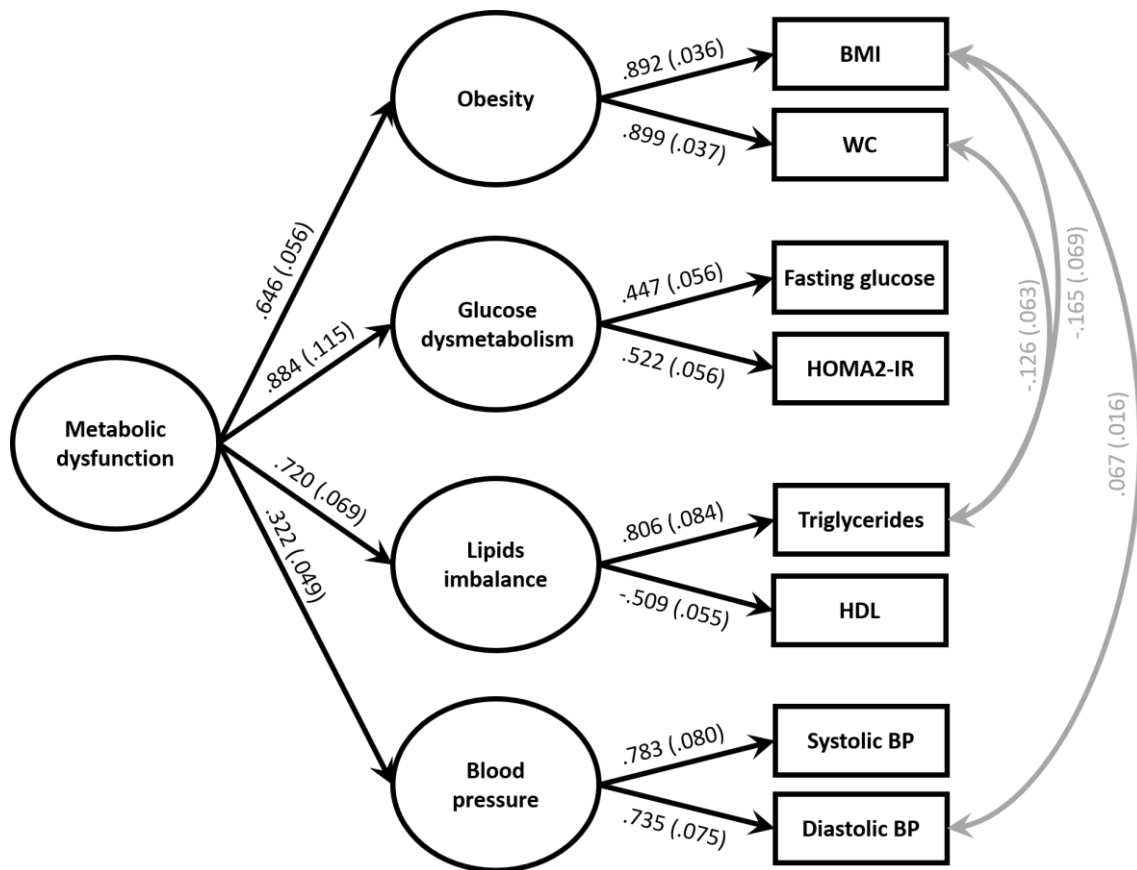 BMI
.892 (.036)
Obesity
.899 (.037)
WC
.646 (.056)
-.165 (.069)
-.126 (.063)
.067 (.016)
Fasting glucose
.447 (.056)
Glucose
dysmetabolism
.522 (.056)
HOMA2-IR
.884 (.115)
Metabolic
dysfunction
.720 (.069)
.322 (.049)
Triglycerides
.806 (.084)
Lipids
imbalance
-.509 (.055)
HDL
Systolic BP
.783 (.080)
Blood
pressure
.735 (.075)
Diastolic BP